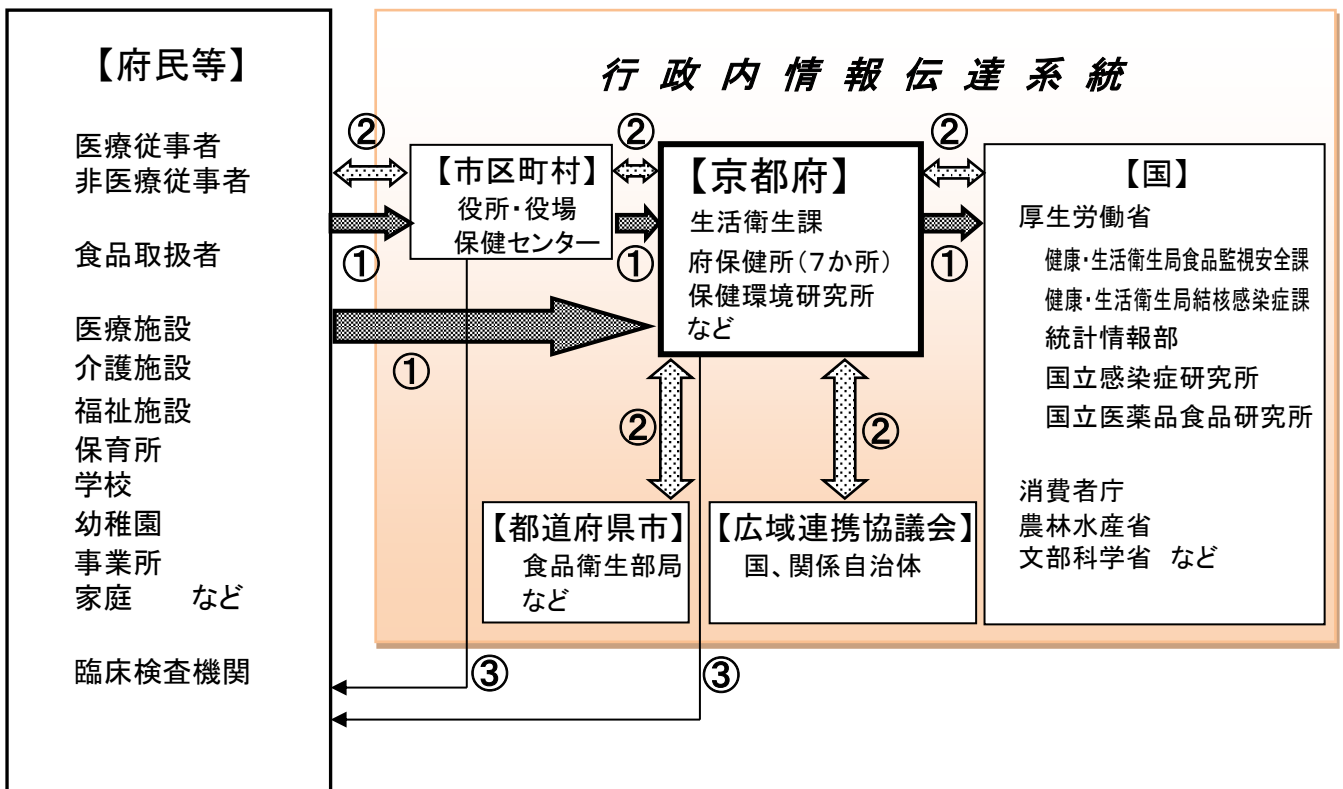 【府民等】
医療従事者
非医療従事者
食品取扱者
医療施設
介護施設
福祉施設
保育所
学校
幼稚園
事業所
家庭 など
臨床検査機関
行政内情報伝達系統
②
②
②
①
①
①
①
【市区町村】
役所・役場
保健センター
【京都府】
生活衛生課
府保健所（７か所）
保健環境研究所
など
【国】
厚生労働省
健康・生活衛生局食品監視安全課
健康・生活衛生局結核感染症課
統計情報部
国立感染症研究所
国立医薬品食品研究所
消費者庁
農林水産省
文部科学省 など
②
②
【都道府県市】
食品衛生部局
など
【広域連携協議会】
国、関係自治体
③
③